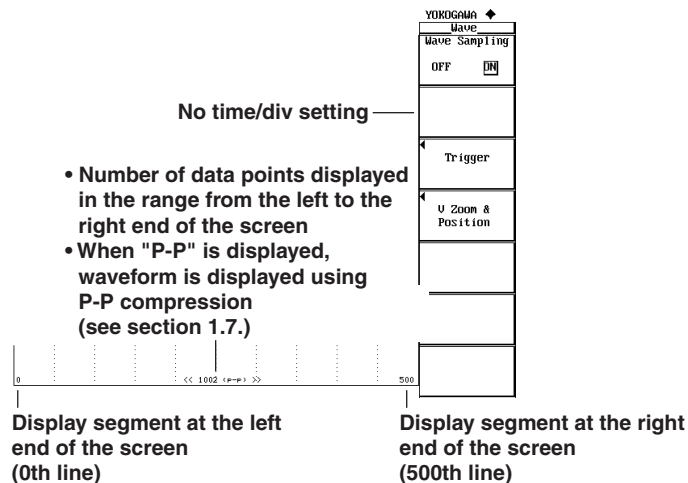 YOKOGAWA ◆
Wave
Wave Sampling
OFF ON
No time/div setting
Trigger
• Number of data points displayed
in the range from the left to the
right end of the screen
• When "P-P" is displayed,
waveform is displayed using
P-P compression
(see section 1.7.)
V Zoom &
Position
0 << 1002 (p-p) >> 500
Display segment at the left
end of the screen
(0th line)
Display segment at the right
end of the screen
(500th line)